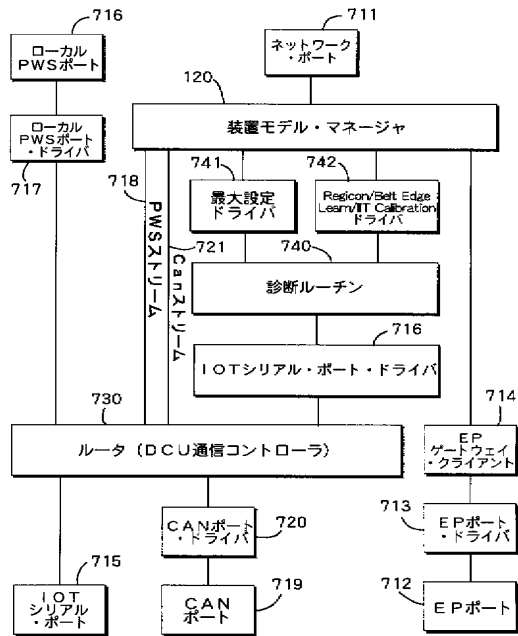 716
ローカル
PWSポート
711
ネットワーク
・ポート
120
装置モデル・マネージャ
ローカル
PWSポート
・ドライバ
717
718
PWSストリーム
721
Canストリーム
741
最大設定
ドライバ
742
Regicon/Belt Edge
Learn/TT Calibration
ドライバ
740
診断ルーチン
716
IOTシリアル・ポート・ドライバ
730
ルータ(DCU通信コントローラ)
714
EP
ゲートウェイ
・クライアント
CANポート
・ドライバ
720
713
EPポート
・ドライバ
715
IOT
シリアル・
ポート
CAN
ポート
719
712
EPポート